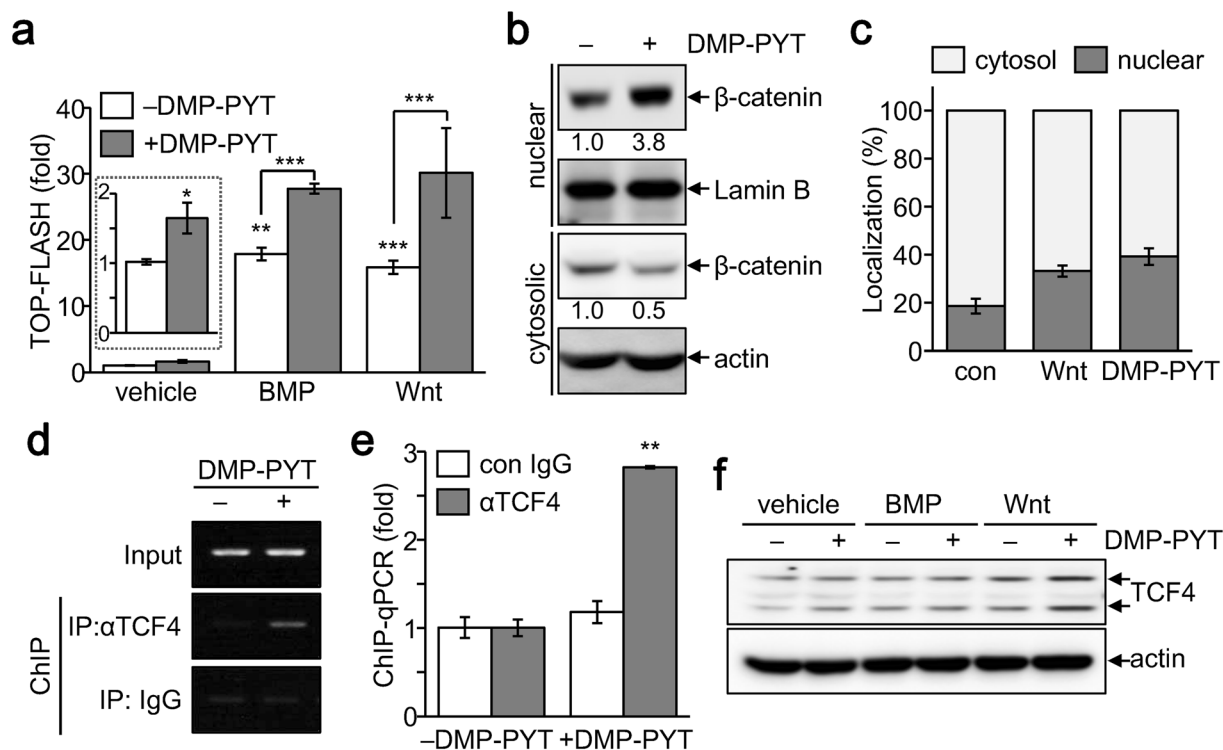 a
–DMP-PYT
+DMP-PYT
TOP-FLASH (fold)
40
30
20
10
0
2
1
0
*
**
***
***
***
vehicle BMP Wnt
b
– + DMP-PYT
nuclear
β-catenin
1.0 3.8
Lamin B
cytosolic
β-catenin
1.0 0.5
actin
c
cytosol nuclear
Localization (%)
100
80
60
40
20
0
con Wnt DMP-PYT
d
DMP-PYT
– +
Input
ChIP
IP:αTCF4
IP: IgG
e
con IgG
αTCF4
ChIP-qPCR (fold)
3
2
1
0
**
–DMP-PYT +DMP-PYT
f
vehicle BMP Wnt
– + – + – + DMP-PYT
TCF4
actin